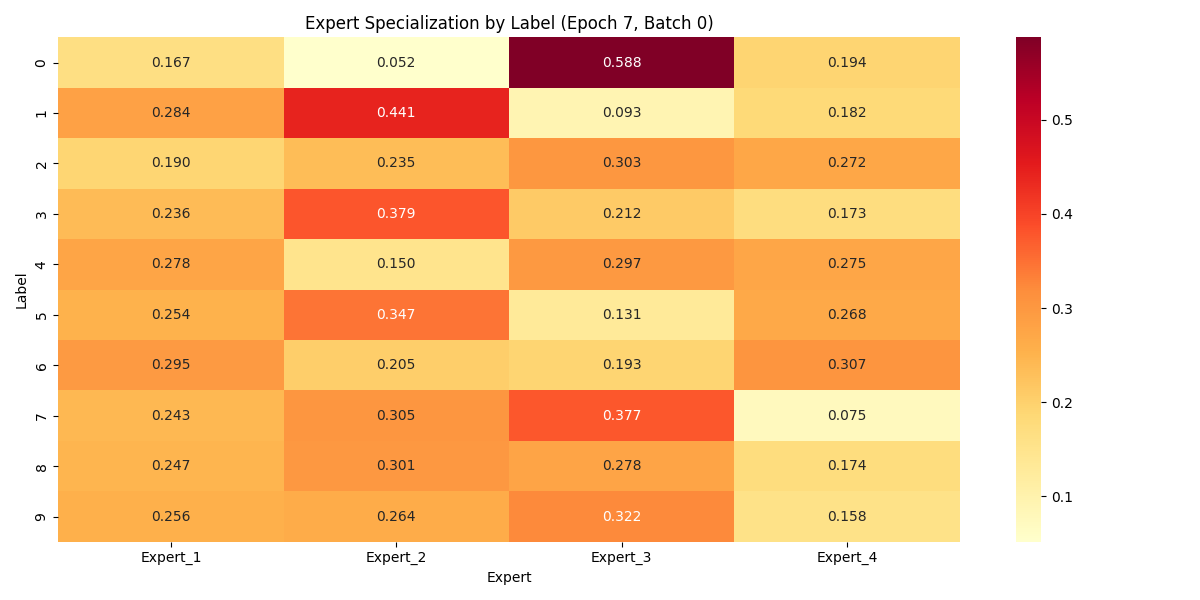 Expert Specialization by Label (Epoch 7, Batch 0)
0 0.167 0.052 0.588 0.194
1 0.284 0.441 0.093 0.182
2 0.190 0.235 0.303 0.272
3 0.236 0.379 0.212 0.173
4 0.278 0.150 0.297 0.275
5 0.254 0.347 0.131 0.268
6 0.295 0.205 0.193 0.307
7 0.243 0.305 0.377 0.075
8 0.247 0.301 0.278 0.174
9 0.256 0.264 0.322 0.158
Label
Expert_1 Expert_2 Expert_3 Expert_4
Expert
0.5
0.4
0.3
0.2
0.1